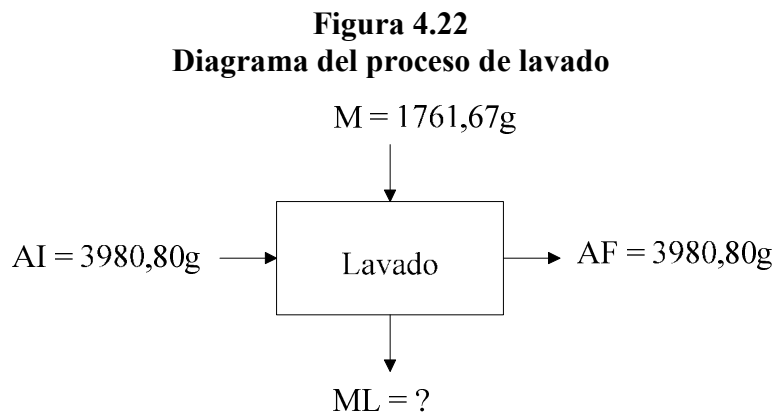 Figura 4.22
Diagrama del proceso de lavado
M = 1761,67g
AI = 3980,80g
Lavado
AF = 3980,80g
ML = ?